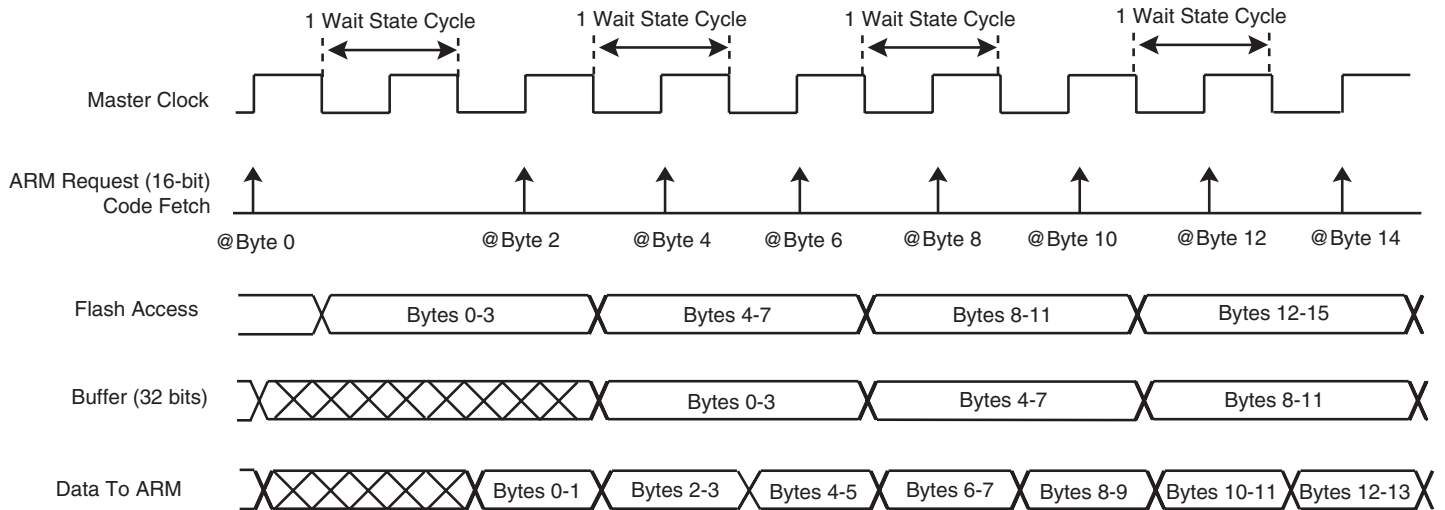 1 Wait State Cycle 1 Wait State Cycle 1 Wait State Cycle 1 Wait State Cycle
Master Clock
ARM Request (16-bit)
Code Fetch
@Byte 0 @Byte 2 @Byte 4 @Byte 6 @Byte 8 @Byte 10 @Byte 12 @Byte 14
Flash Access Bytes 0-3 Bytes 4-7 Bytes 8-11 Bytes 12-15
Buffer (32 bits) Bytes 0-3 Bytes 4-7 Bytes 8-11
Data To ARM Bytes 0-1 Bytes 2-3 Bytes 4-5 Bytes 6-7 Bytes 8-9 Bytes 10-11 Bytes 12-13